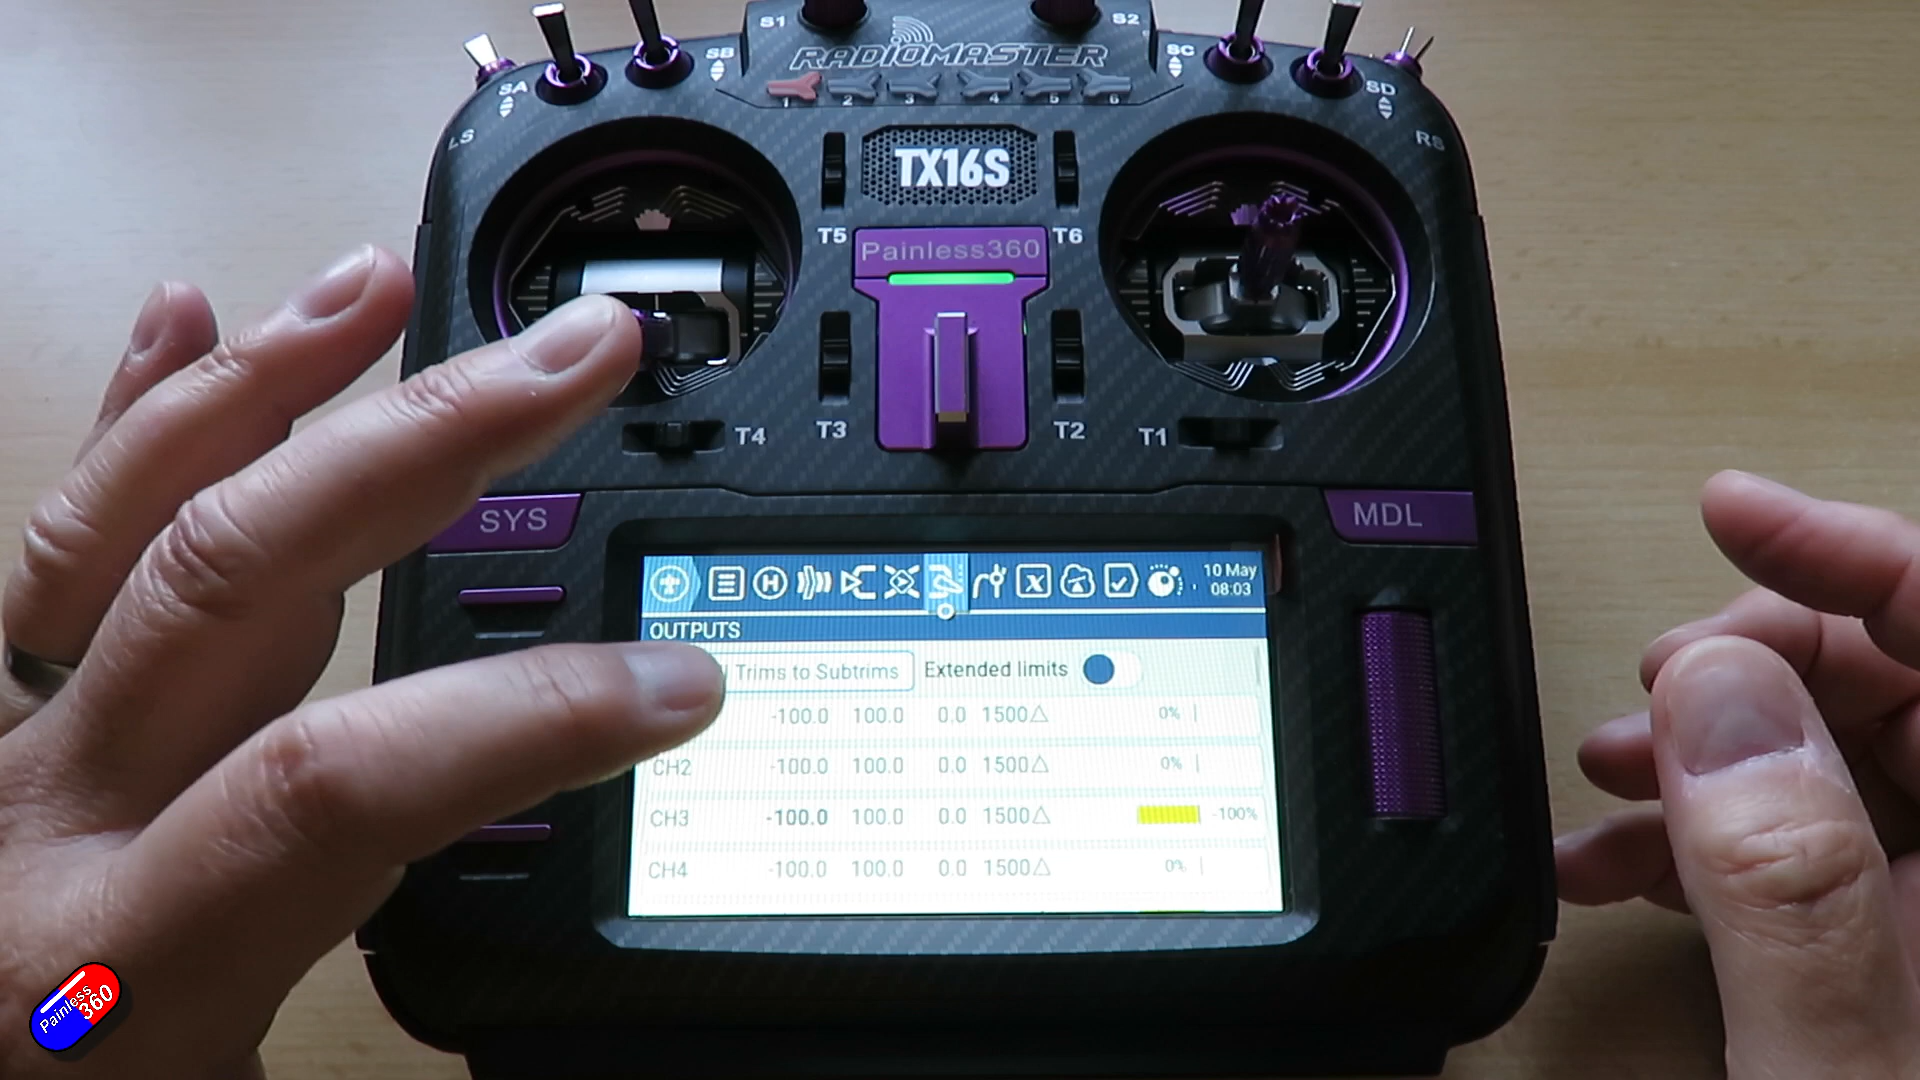 S1
S2
SB
RADIOMASTER
SC
SA
1 2 3 4 5 6
SD
LS
RS
TX16S
T5
T6
Painless360
T4
T3
T2
T1
SYS
MDL
10 May
08:03
OUTPUTS
Trims to Subtrims
Extended limits
-100.0 100.0 0.0 1500△ 0%
CH2 -100.0 100.0 0.0 1500△ 0%
CH3 -100.0 100.0 0.0 1500△ -100%
CH4 -100.0 100.0 0.0 1500△ 0%
Painless
360